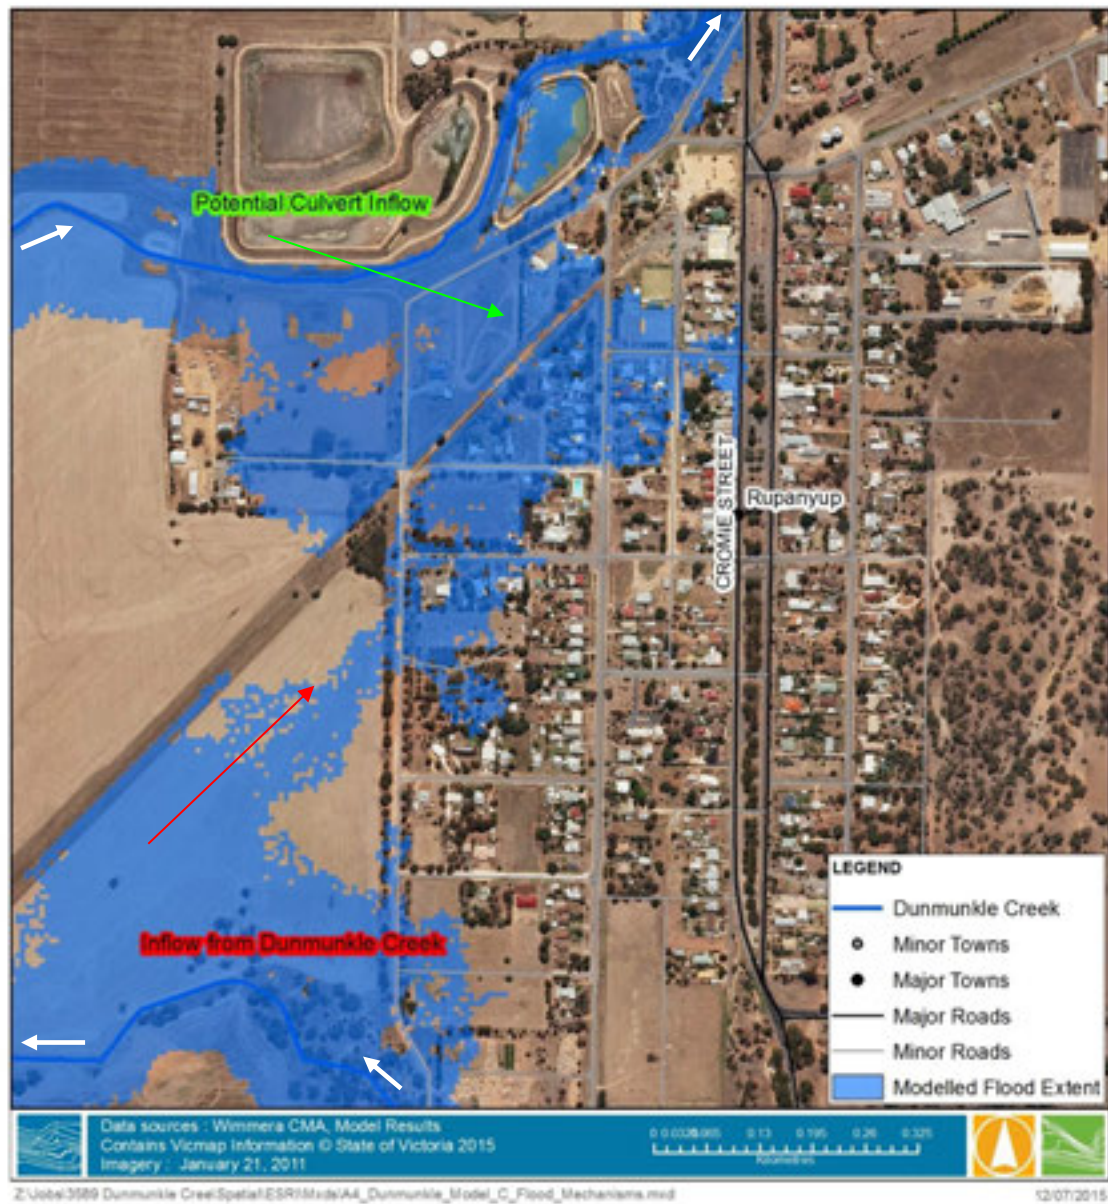 Potential Culvert Inflow
CROMIE STREET
Rupanyup
Inflow from Dunmunkle Creek
LEGEND
Dunmunkle Creek
Minor Towns
Major Towns
Major Roads
Minor Roads
Modelled Flood Extent
Data sources : Wimmera CMA, Model Results
Contains Vicmap Information © State of Victoria 2015
Imagery : January 21, 2011
0.13 0.195 0.26 0.325
Kilometres
Z:\Jobs\3589 Dunmunkle Creek\Spatial\ESRI\Mxds\A4_Dunmunkle_Model_C_Flood_Mechanisms.mxd
12/07/2015